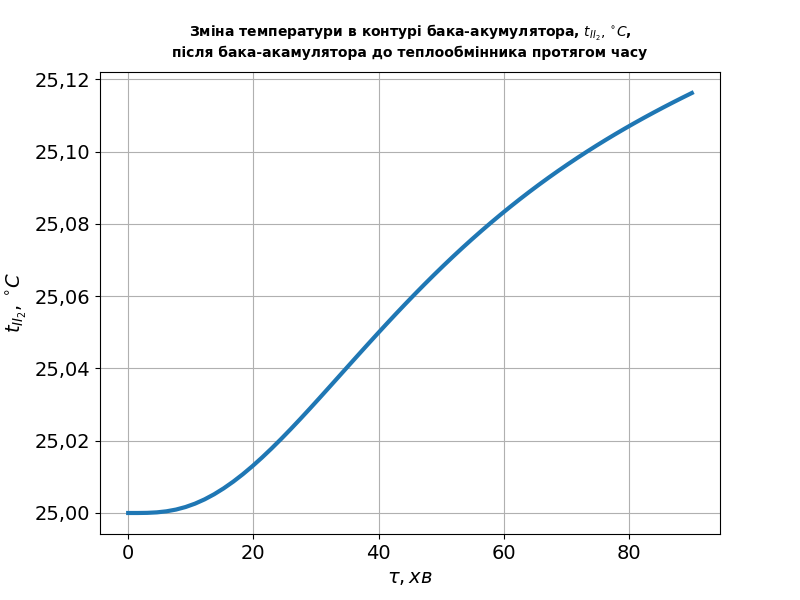 Зміна температури в контурі бака-акумулятора, t_{II_2}, °C,
після бака-акамулятора до теплообмінника протягом часу
25,12
25,10
25,08
25,06
25,04
25,02
25,00
t_{II_2}, °C
0 20 40 60 80
τ, хв